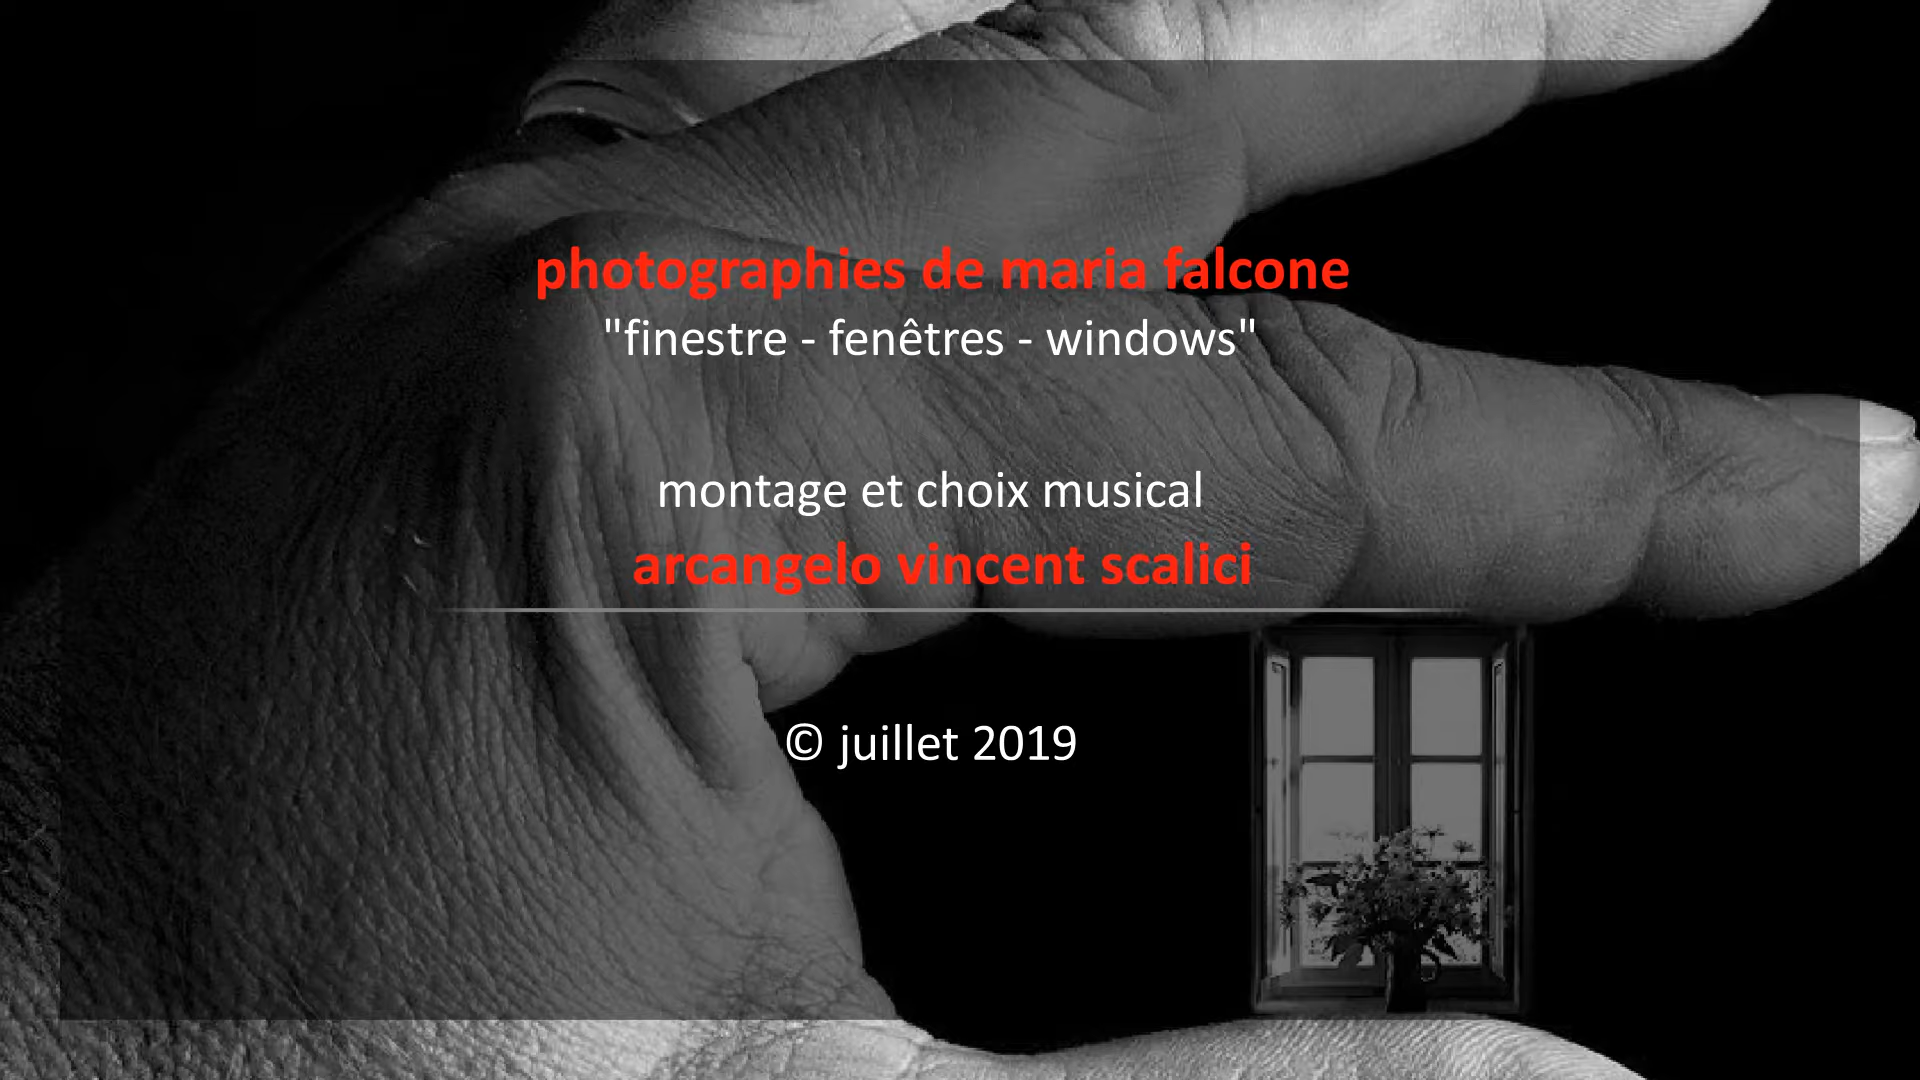 photographies de maria falcone
"finestre - fenêtres - windows"
montage et choix musical
arcangelo vincent scalici
© juillet 2019